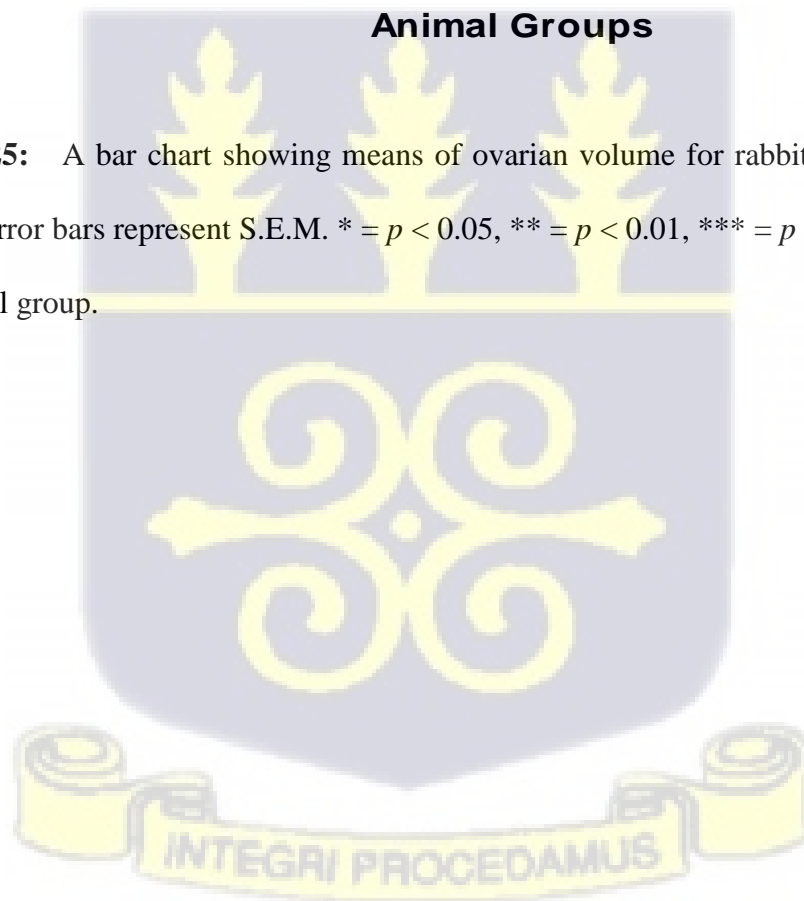 Animal Groups
25: A bar chart showing means of ovarian volume for rabbit
rror bars represent S.E.M. * = p < 0.05, ** = p < 0.01, *** = p
l group.
INTEGRI PROCEDAMUS